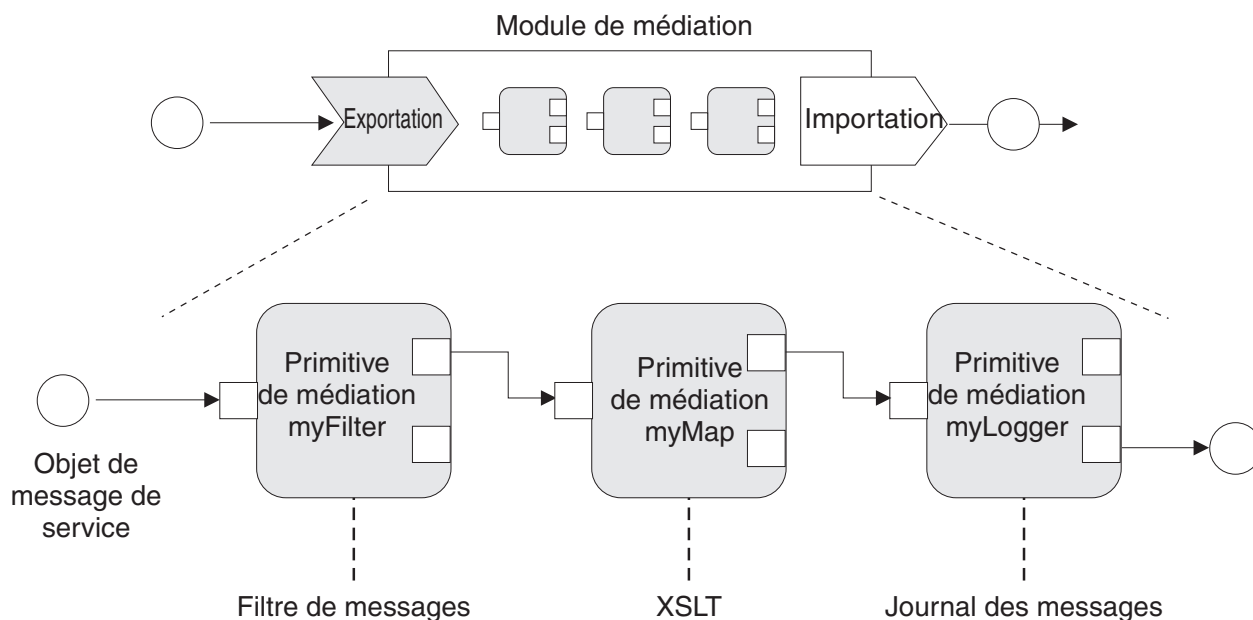 Module de médiation
Exportation
Importation
Primitive
de médiation
myFilter
Primitive
de médiation
myMap
Primitive
de médiation
myLogger
Objet de
message de
service
Filtre de messages
XSLT
Journal des messages